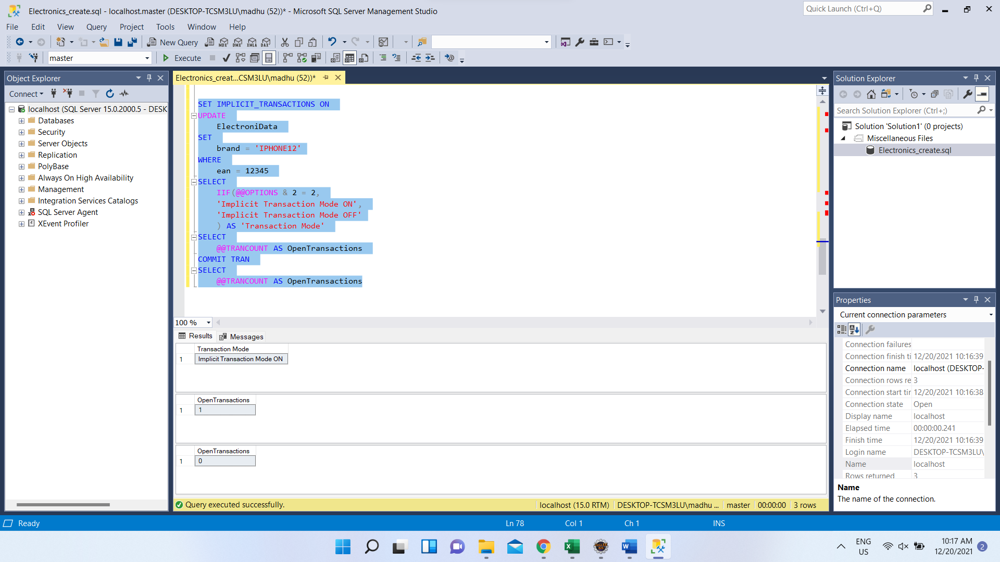 Electronics_create.sql - localhost.master (DESKTOP-TCSM3LU\madhu (52))* - Microsoft SQL Server Management Studio
Quick Launch (Ctrl+Q)
File Edit View Query Project Tools Window Help
New Query
MDX DMX XMLA DAX
master
Execute
Object Explorer
Connect
localhost (SQL Server 15.0.2000.5 - DESK
Databases
Security
Server Objects
Replication
PolyBase
Always On High Availability
Management
Integration Services Catalogs
SQL Server Agent
XEvent Profiler
Electronics_creat...CSM3LU\madhu (52))*
SET IMPLICIT_TRANSACTIONS ON
UPDATE
ElectroniData
SET
brand = 'IPHONE12'
WHERE
ean = 12345
SELECT
IIF(@@OPTIONS & 2 = 2,
'Implicit Transaction Mode ON',
'Implicit Transaction Mode OFF'
) AS 'Transaction Mode'
SELECT
@@TRANCOUNT AS OpenTransactions
COMMIT TRAN
SELECT
@@TRANCOUNT AS OpenTransactions
100 %
Results Messages
Transaction Mode
1 Implicit Transaction Mode ON
OpenTransactions
1 1
OpenTransactions
1 0
Query executed successfully.
localhost (15.0 RTM) DESKTOP-TCSM3LU\madhu ... master 00:00:00 3 rows
Solution Explorer
Search Solution Explorer (Ctrl+;)
Solution 'Solution1' (0 projects)
Miscellaneous Files
Electronics_create.sql
Properties
Current connection parameters
Connection failures
Connection finish ti 12/20/2021 10:16:39
Connection name localhost (DESKTOP-
Connection rows re 3
Connection start tir 12/20/2021 10:16:38
Connection state Open
Display name localhost
Elapsed time 00:00:00.241
Finish time 12/20/2021 10:16:39
Login name DESKTOP-TCSM3LU\
Name localhost
Rows returned 3
Name
The name of the connection.
Ready
Ln 78 Col 1 Ch 1 INS
ENG
US
10:17 AM
12/20/2021
2